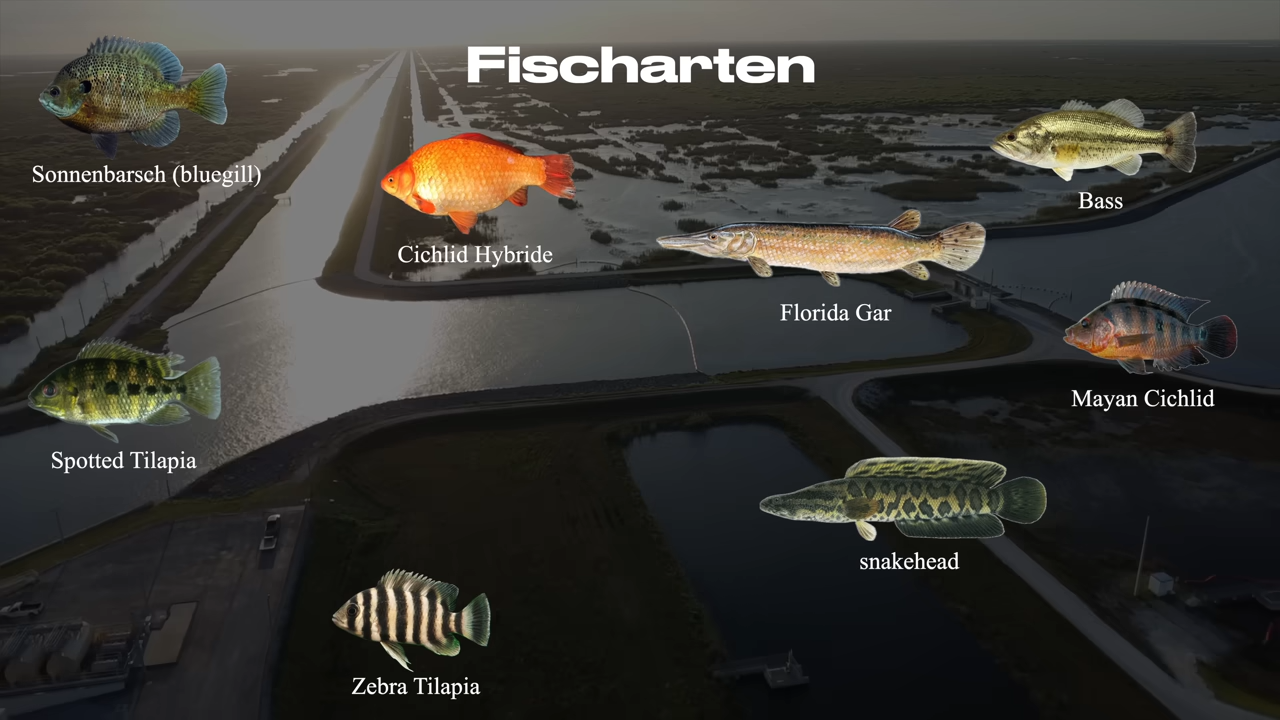 Fischarten
Sonnenbarsch (bluegill)
Cichlid Hybride
Bass
Florida Gar
Mayan Cichlid
Spotted Tilapia
snakehead
Zebra Tilapia